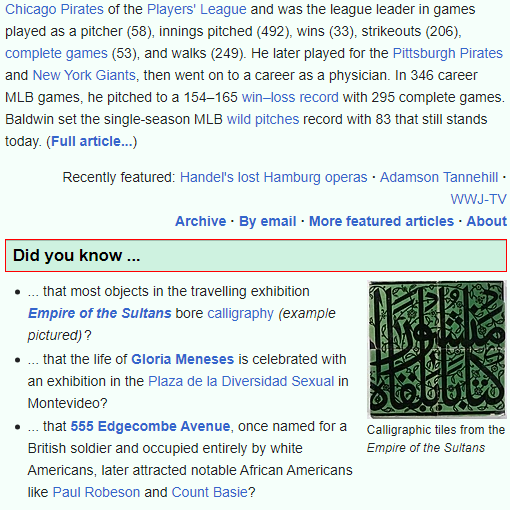 Chicago Pirates of the Players' League and was the league leader in games
played as a pitcher (58), innings pitched (492), wins (33), strikeouts (206),
complete games (53), and walks (249). He later played for the Pittsburgh Pirates
and New York Giants, then went on to a career as a physician. In 346 career
MLB games, he pitched to a 154–165 win–loss record with 295 complete games.
Baldwin set the single-season MLB wild pitches record with 83 that still stands
today. (Full article...)
Recently featured: Handel's lost Hamburg operas · Adamson Tannehill ·
WWJ-TV
Archive · By email · More featured articles · About
Did you know ...
• ... that most objects in the travelling exhibition
Empire of the Sultans bore calligraphy (example
pictured)?
• ... that the life of Gloria Meneses is celebrated with
an exhibition in the Plaza de la Diversidad Sexual in
Montevideo?
• ... that 555 Edgecombe Avenue, once named for a
British soldier and occupied entirely by white
Americans, later attracted notable African Americans
like Paul Robeson and Count Basie?
Calligraphic tiles from the
Empire of the Sultans